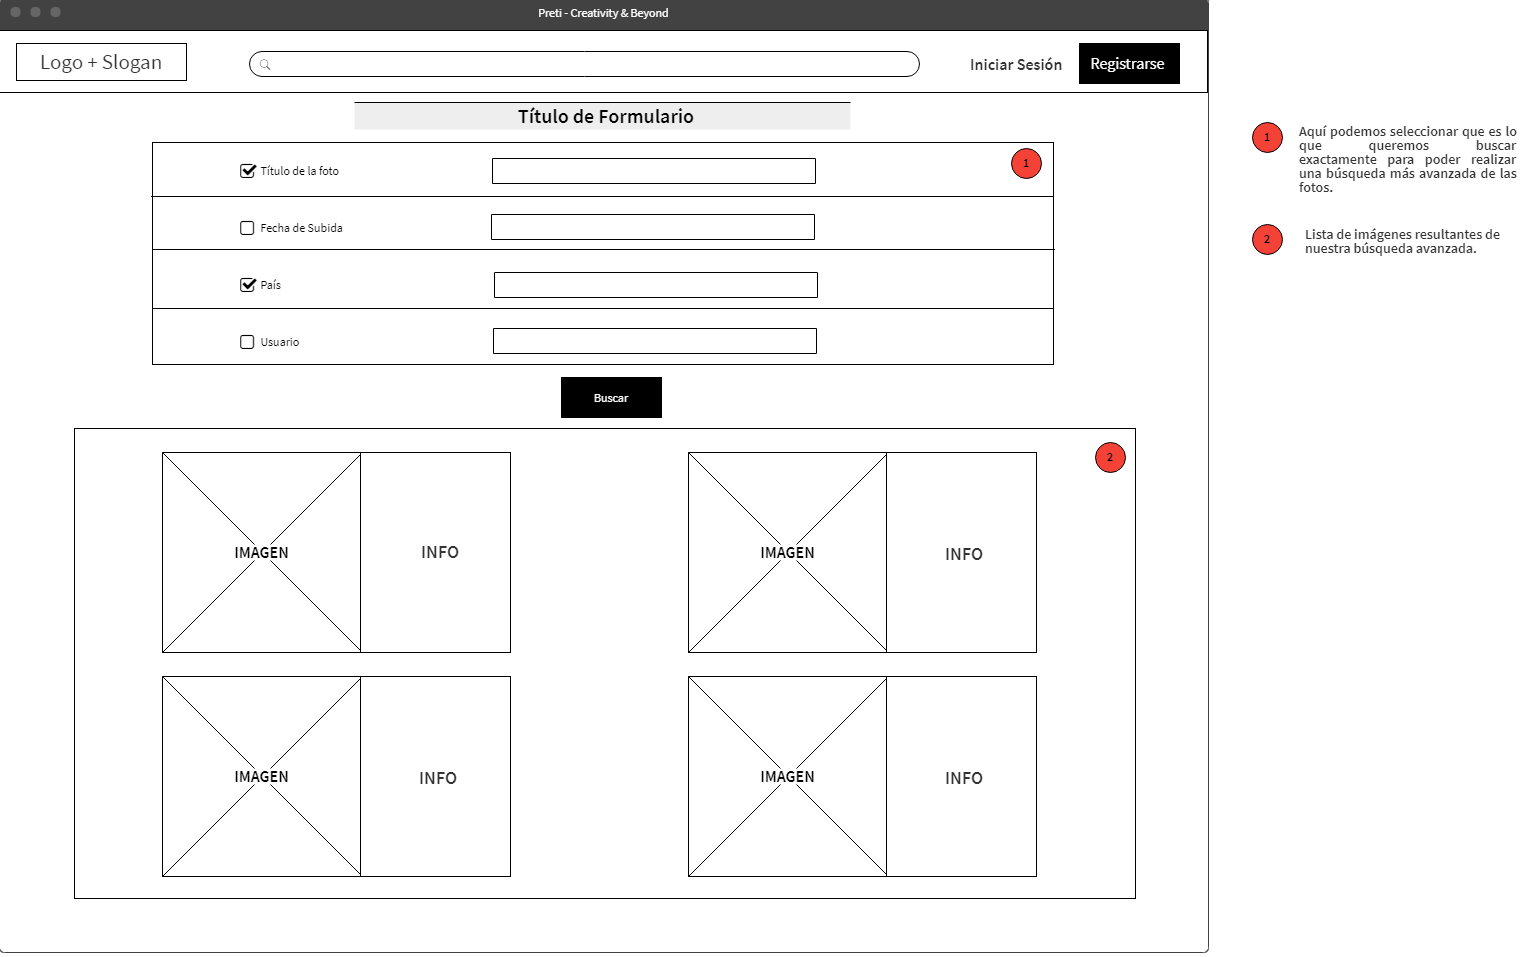 Preti - Creativity & Beyond
Logo + Slogan
Iniciar Sesión
Registrarse
Título de Formulario
Título de la foto
1
Fecha de Subida
País
Usuario
Buscar
2
IMAGEN
INFO
IMAGEN
INFO
IMAGEN
INFO
IMAGEN
INFO
1
Aquí podemos seleccionar que es lo
que queremos buscar
exactamente para poder realizar
una búsqueda más avanzada de las
fotos.
2
Lista de imágenes resultantes de
nuestra búsqueda avanzada.